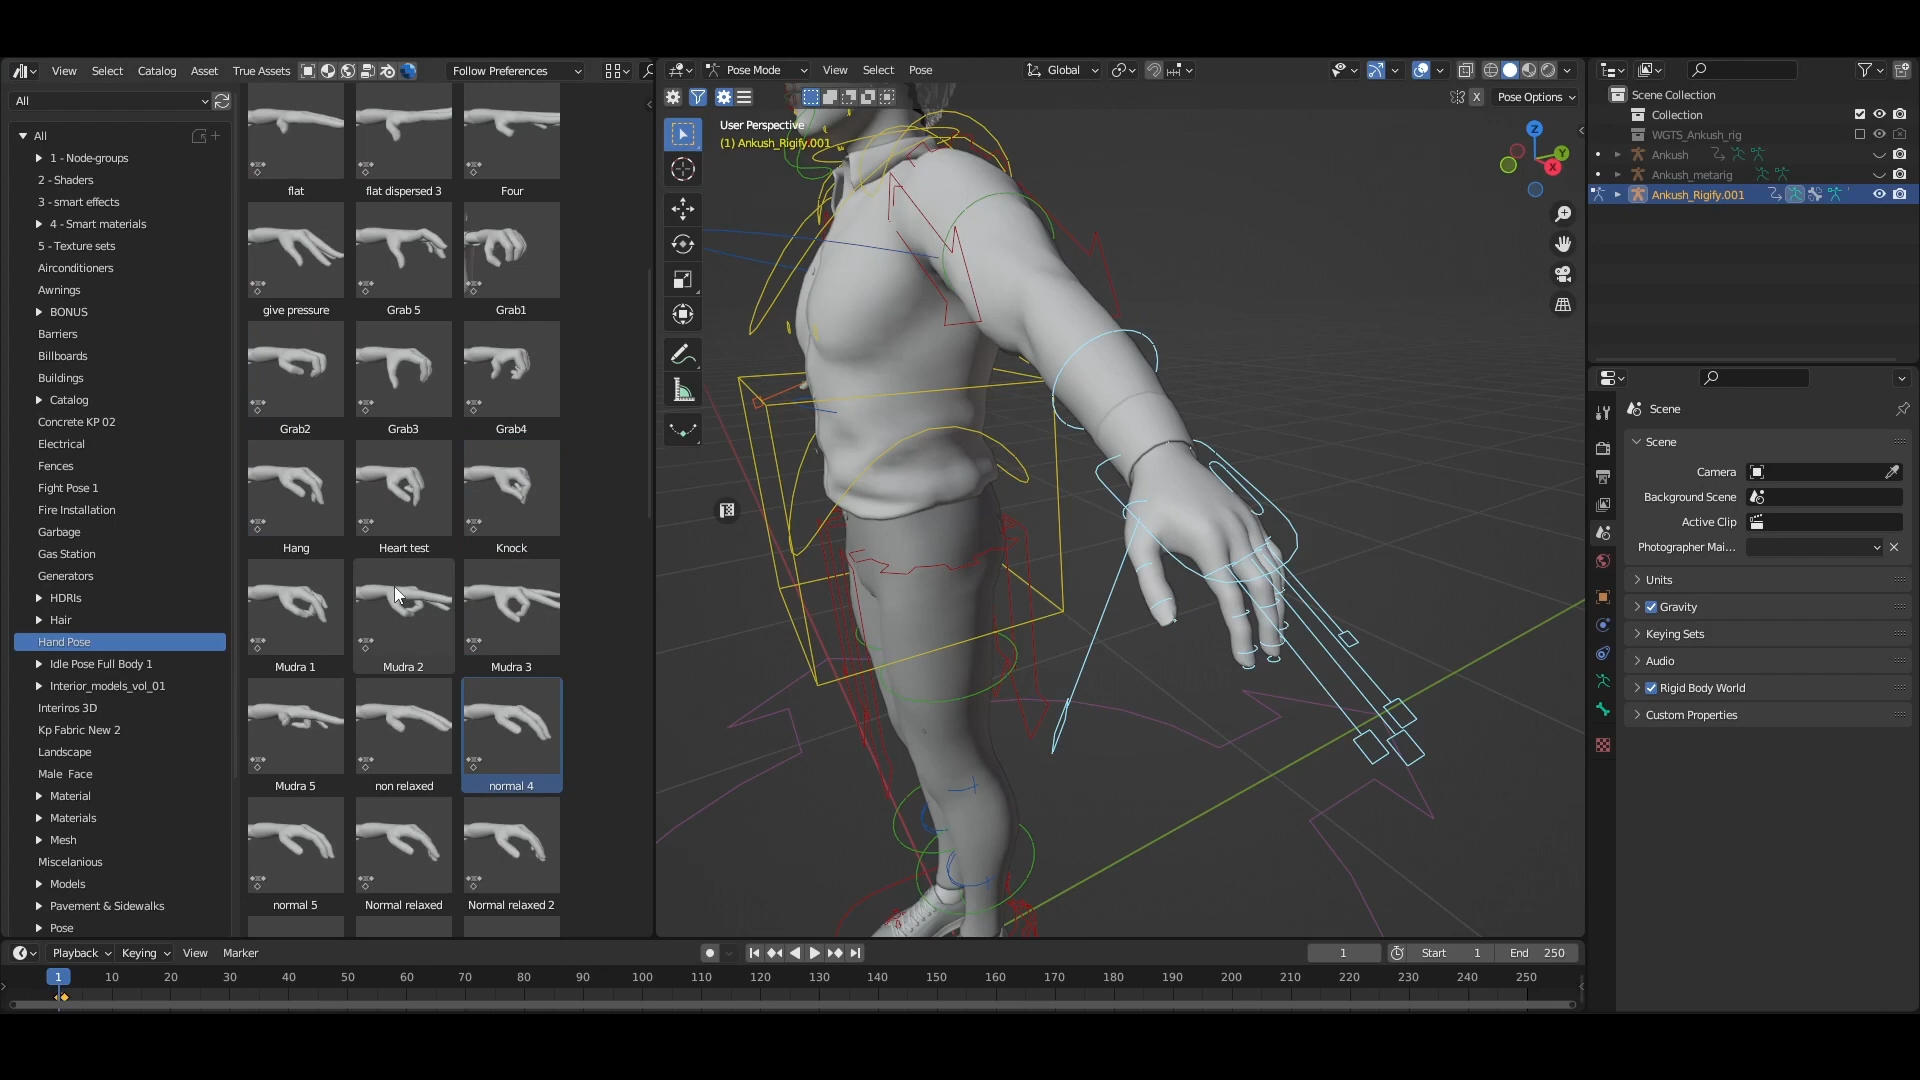 View Select Catalog Asset True Assets Follow Preferences
All
All
1 - Node-groups
2 - Shaders
3 - smart effects
4 - Smart materials
5 - Texture sets
Airconditioners
Awnings
BONUS
Barriers
Billboards
Buildings
Catalog
Concrete KP 02
Electrical
Fences
Fight Pose 1
Fire Installation
Garbage
Gas Station
Generators
HDRIs
Hair
Hand Pose
Idle Pose Full Body 1
Interior_models_vol_01
Interiros 3D
Kp Fabric New 2
Landscape
Male Face
Material
Materials
Mesh
Miscelanious
Models
Pavement & Sidewalks
Pose
flat flat dispersed 3 Four
give pressure Grab 5 Grab1
Grab2 Grab3 Grab4
Hang Heart test Knock
Mudra 1 Mudra 2 Mudra 3
Mudra 5 non relaxed normal 4
normal 5 Normal relaxed Normal relaxed 2
Pose Mode View Select Pose Global
X Pose Options
User Perspective
(1) Ankush_Rigify.001
Z
Y
X
Scene Collection
Collection
WGTS_Ankush_rig
Ankush
Ankush_metarig
Ankush_Rigify.001
Scene
Scene
Camera
Background Scene
Active Clip
Photographer Mai...
Units
Gravity
Keying Sets
Audio
Rigid Body World
Custom Properties
Playback Keying View Marker 1 Start 1 End 250
1 10 20 30 40 50 60 70 80 90 100 110 120 130 140 150 160 170 180 190 200 210 220 230 240 250